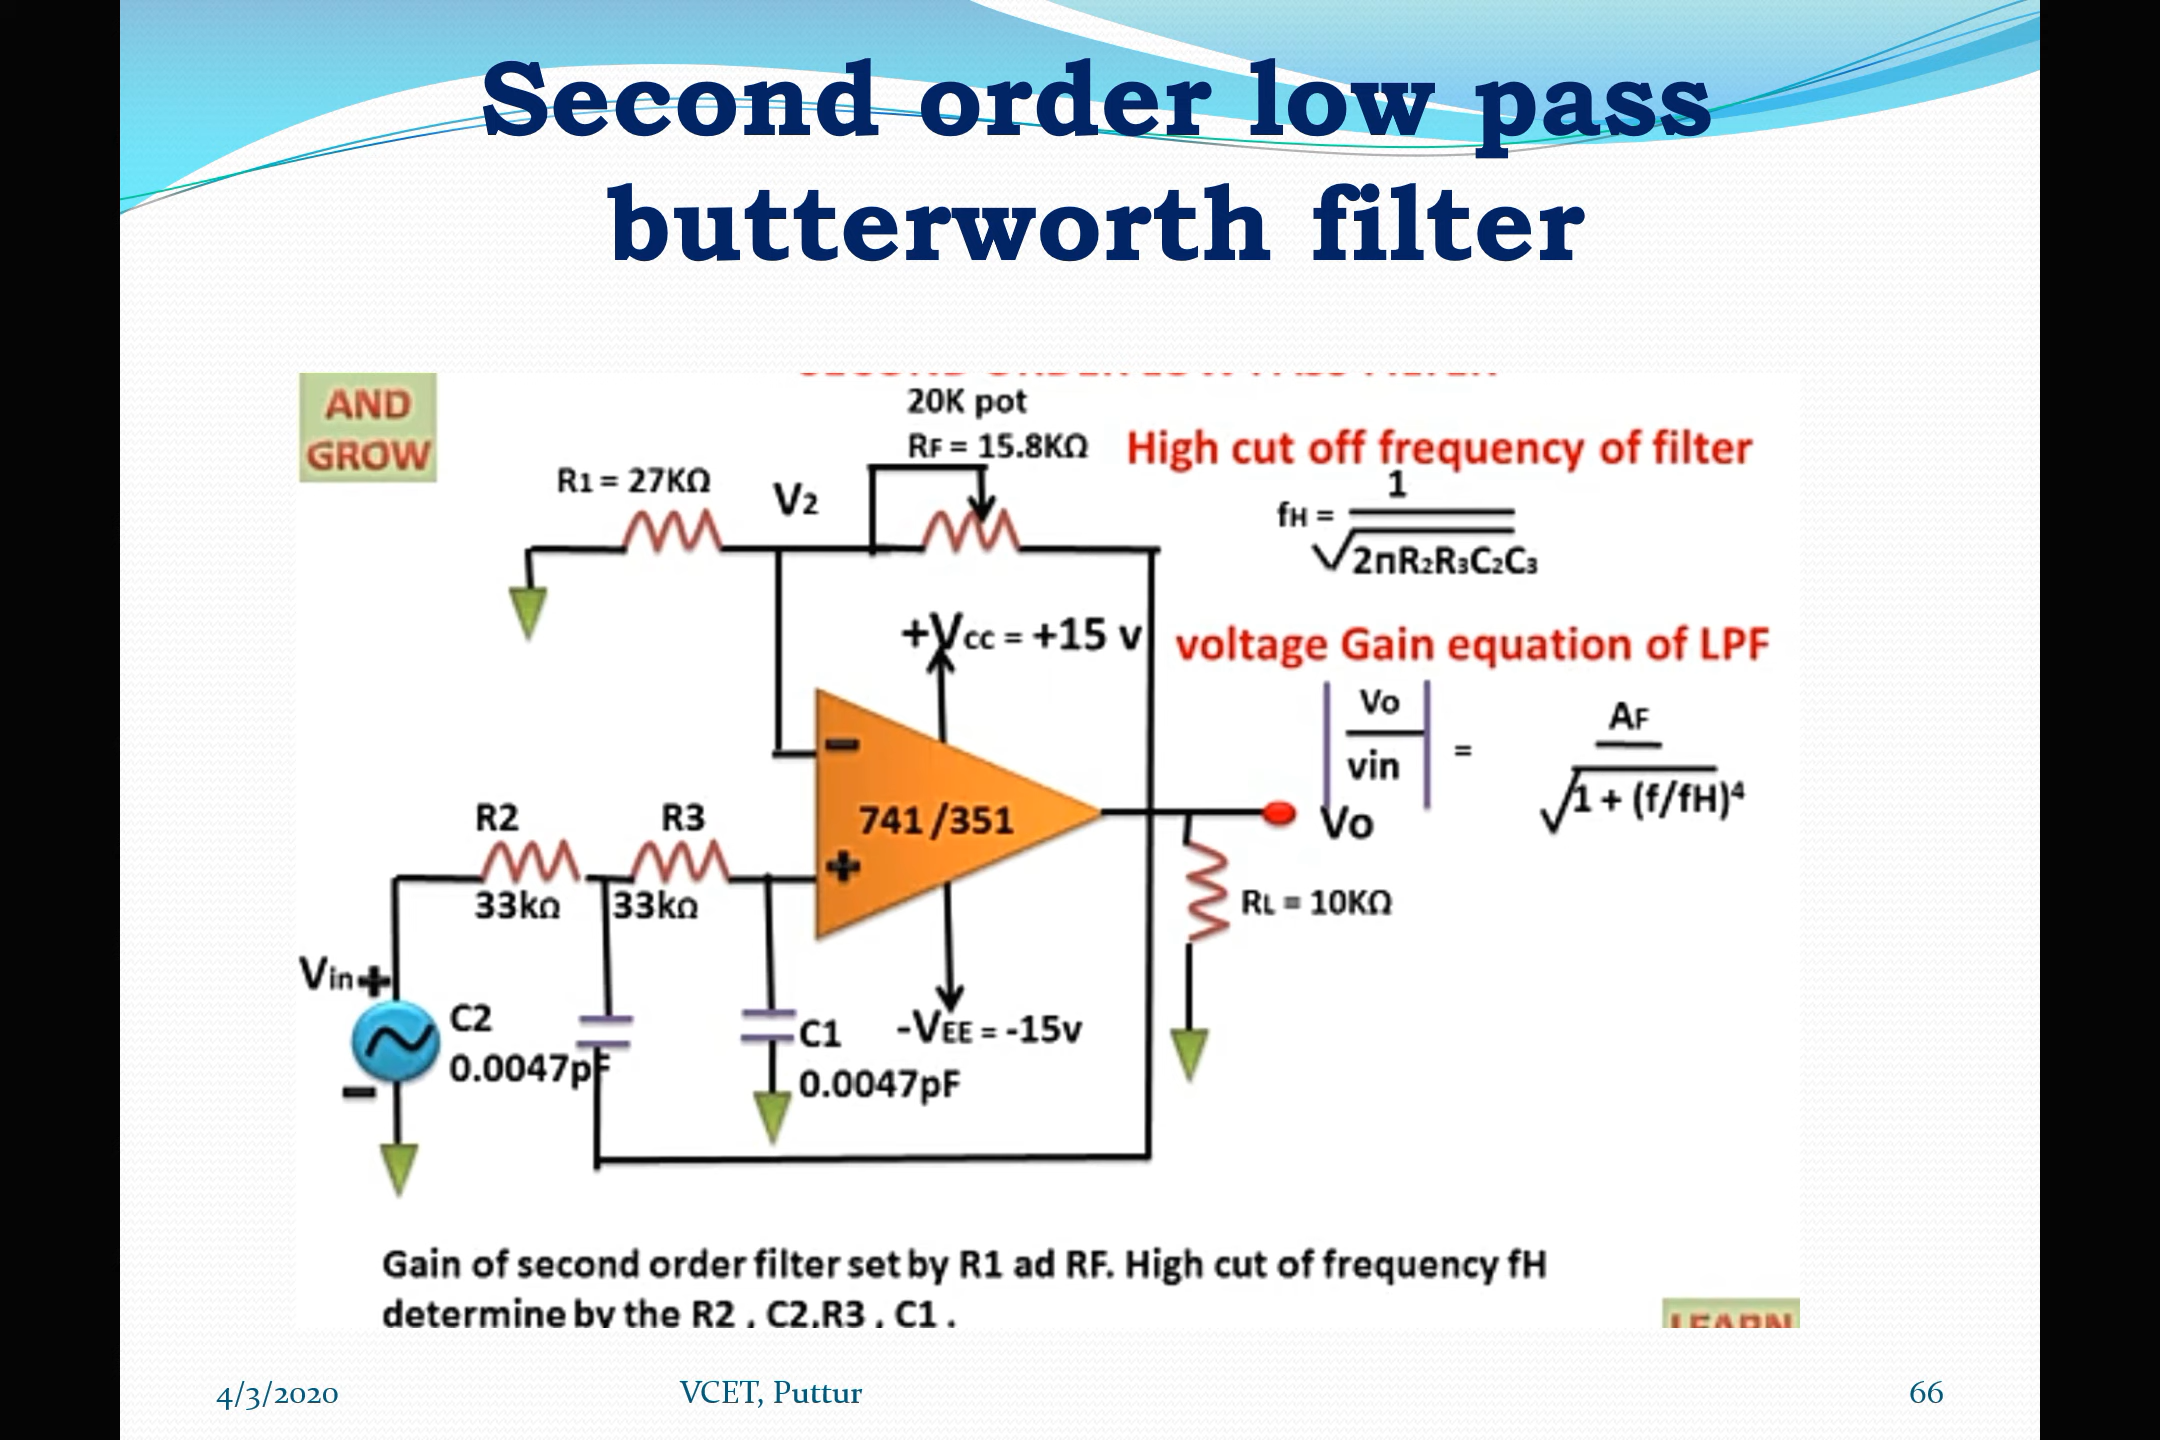 Second order low pass
butterworth filter
AND
GROW
20K pot
RF = 15.8KΩ
High cut off frequency of filter
R1 = 27KΩ
V2
fH = 1
√2πR2R3C2C3
+Vcc = +15 v
voltage Gain equation of LPF
Vo
vin
=
AF
√1 + (f/fH)4
741/351
Vo
R2
R3
33kΩ
33kΩ
RL = 10KΩ
Vin
+
-
C2
0.0047pF
C1
0.0047pF
-VEE = -15v
Gain of second order filter set by R1 ad RF. High cut of frequency fH
determine by the R2 , C2,R3 , C1 .
LEARN
4/3/2020
VCET, Puttur
66